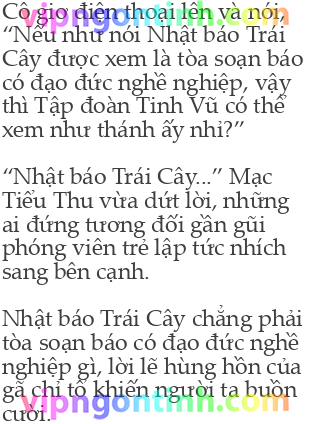 Cô giơ điện thoại lên và nói,
“Nếu như nói Nhật báo Trái
Cây được xem là tòa soạn báo
có đạo đức nghề nghiệp, vậy
thì Tập đoàn Tinh Vũ có thể
xem như thánh ấy nhỉ?”
“Nhật báo Trái Cây...” Mạc
Tiểu Thu vừa dứt lời, những
ai đứng tương đối gần gũi
phóng viên trẻ lập tức nhích
sang bên cạnh.
Nhật báo Trái Cây chẳng phải
tòa soạn báo có đạo đức nghề
nghiệp gì, lời lẽ hùng hồn của
gã chỉ tổ khiến người ta buồn
cười.
vipngontinh.com
vipngontinh.com